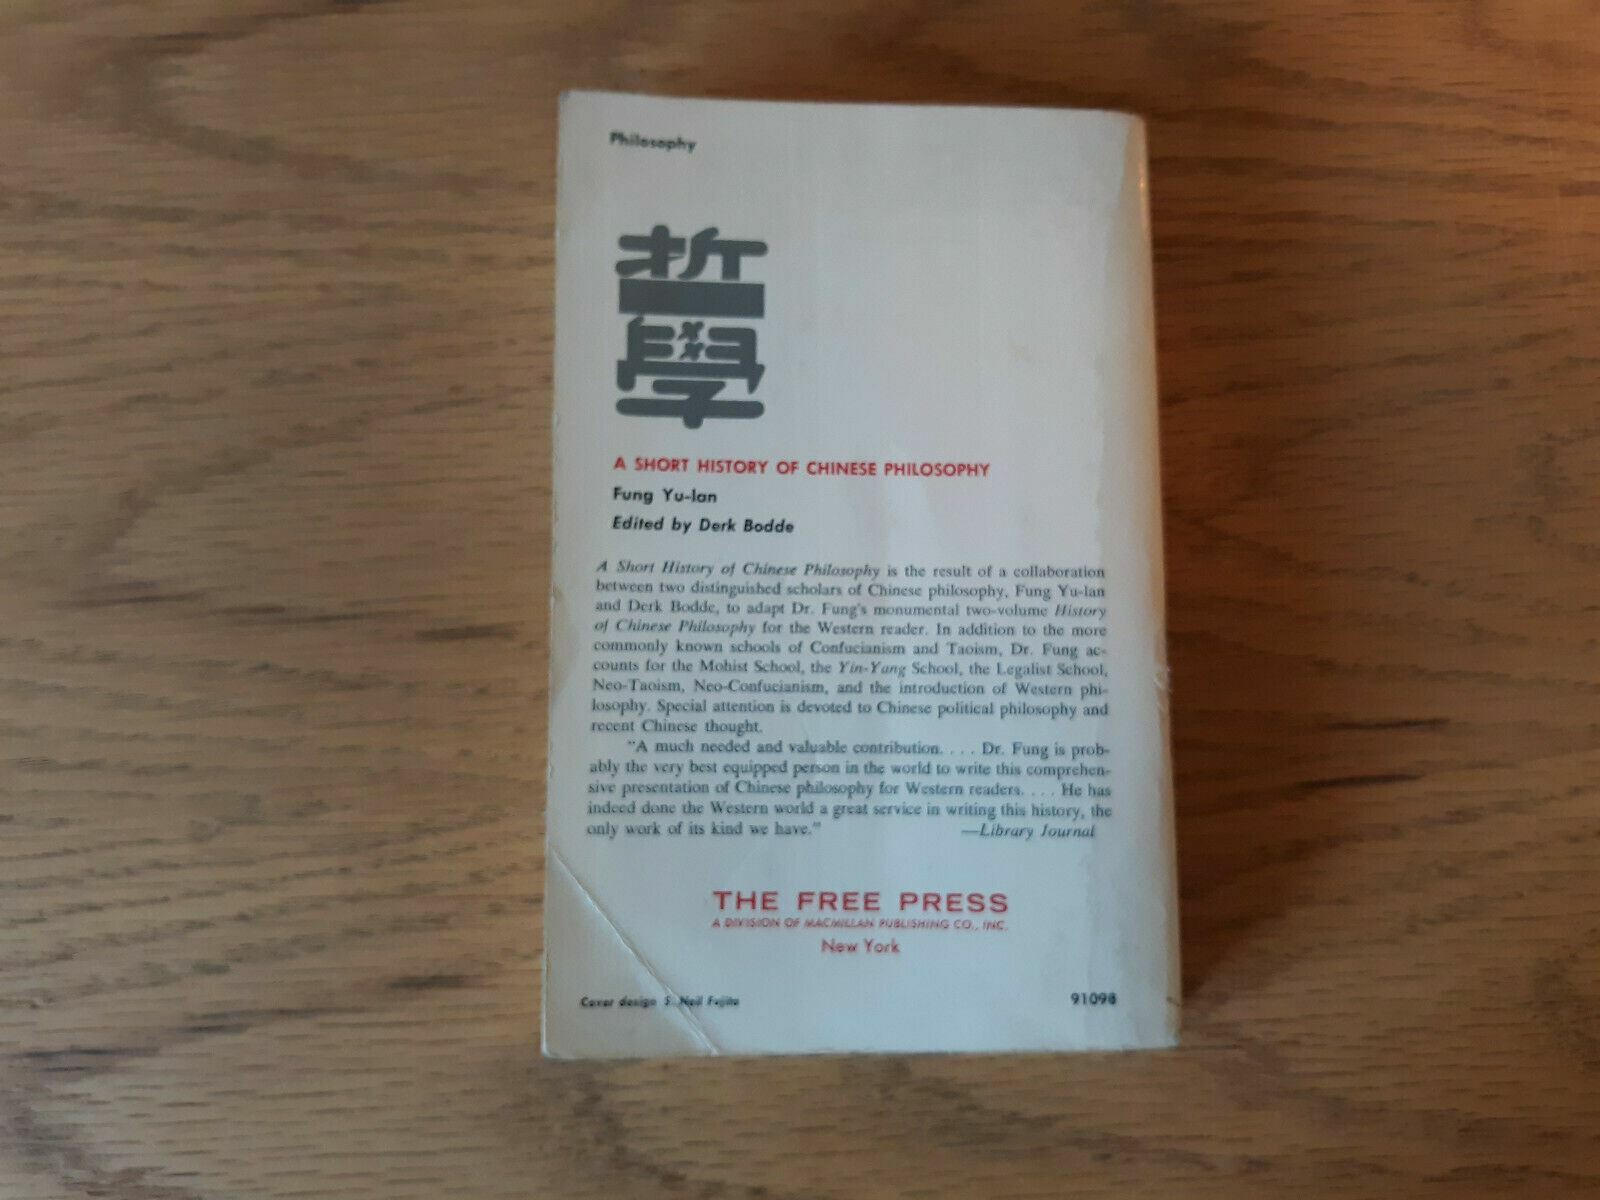 Philosophy
哲
學
A SHORT HISTORY OF CHINESE PHILOSOPHY
Fung Yu-lan
Edited by Derk Bodde
A Short History of Chinese Philosophy is the result of a collaboration
between two distinguished scholars of Chinese philosophy, Fung Yu-lan
and Derk Bodde, to adapt Dr. Fung's monumental two-volume History
of Chinese Philosophy for the Western reader. In addition to the more
commonly known schools of Confucianism and Taoism, Dr. Fung ac-
counts for the Mohist School, the Yin-Yang School, the Legalist School,
Neo-Taoism, Neo-Confucianism, and the introduction of Western phi-
losophy. Special attention is devoted to Chinese political philosophy and
recent Chinese thought.
"A much needed and valuable contribution. . . . Dr. Fung is prob-
ably the very best equipped person in the world to write this comprehen-
sive presentation of Chinese philosophy for Western readers. . . . He has
indeed done the Western world a great service in writing this history, the
only work of its kind we have."  —Library Journal
THE FREE PRESS
A DIVISION OF MACMILLAN PUBLISHING CO., INC.
New York
Cover design S. Neil Fujita  91098